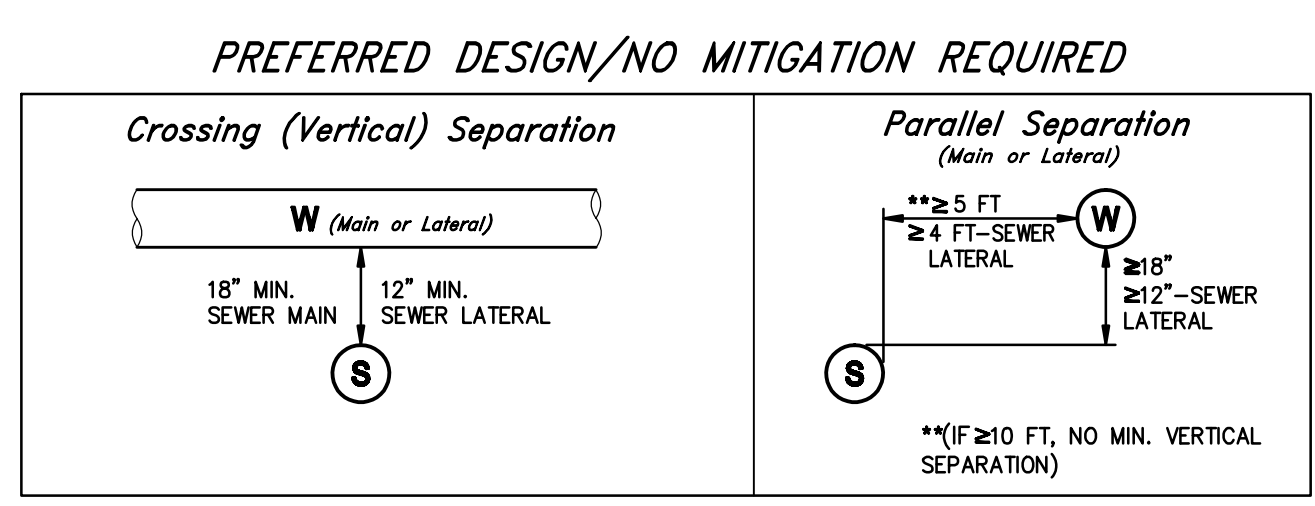 PREFERRED DESIGN/NO MITIGATION REQUIRED
Crossing (Vertical) Separation
W (Main or Lateral)
18" MIN.
SEWER MAIN
12" MIN.
SEWER LATERAL
S
Parallel Separation
(Main or Lateral)
**≥5 FT
≥4 FT-SEWER
LATERAL
W
≥18"
≥12"-SEWER
LATERAL
S
**(IF ≥10 FT, NO MIN. VERTICAL
SEPARATION)